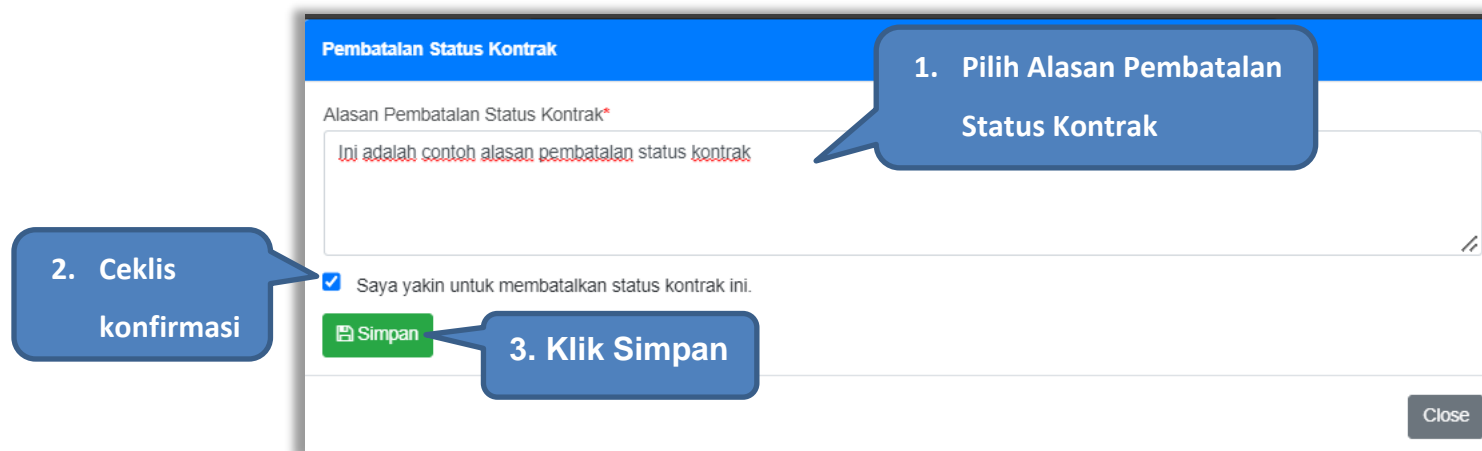 Pembatalan Status Kontrak
1. Pilih Alasan Pembatalan
Status Kontrak
Alasan Pembatalan Status Kontrak*
Ini adalah contoh alasan pembatalan status kontrak
2. Ceklis
konfirmasi
Saya yakin untuk membatalkan status kontrak ini.
Simpan
3. Klik Simpan
Close